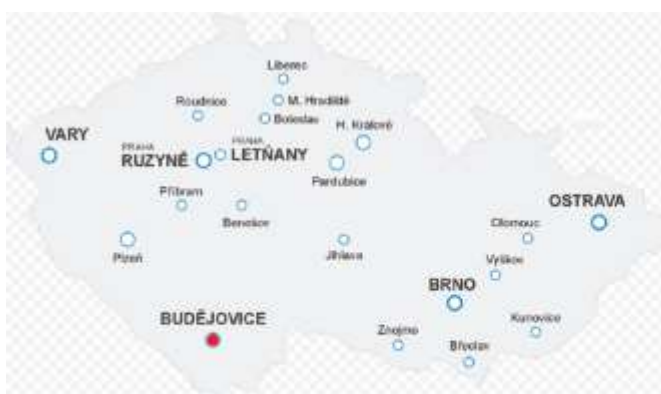 Liberec
M. Hradiště
Roudnice
Boleslav
H. Králové
VARY
PRAHA
RUZYNĚ
PRAHA
LETŇANY
Pardubice
Příbram
Benešov
OSTRAVA
Olomouc
Plzeň
Jihlava
Vyškov
BRNO
BUDĚJOVICE
Kunovice
Znojmo
Břeclav